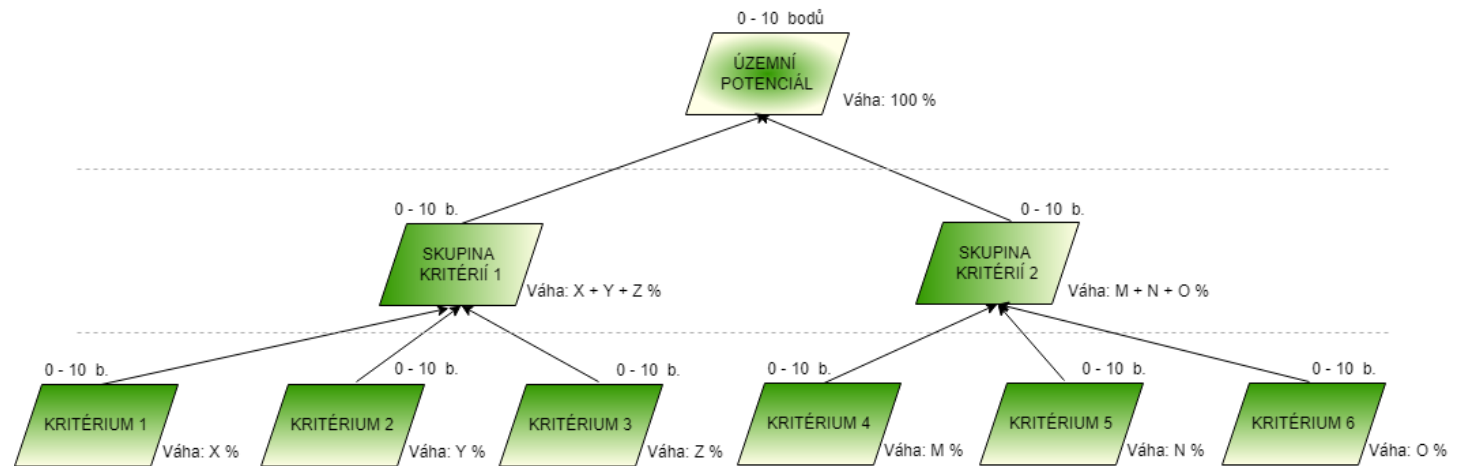 0 - 10 bodů
ÚZEMNÍ
POTENCIÁL
Váha: 100 %
0 - 10 b.
SKUPINA
KRITÉRIÍ 1
Váha: X + Y + Z %
0 - 10 b.
SKUPINA
KRITÉRIÍ 2
Váha: M + N + O %
0 - 10 b.
KRITÉRIUM 1
Váha: X %
0 - 10 b.
KRITÉRIUM 2
Váha: Y %
0 - 10 b.
KRITÉRIUM 3
Váha: Z %
0 - 10 b.
KRITÉRIUM 4
Váha: M %
0 - 10 b.
KRITÉRIUM 5
Váha: N %
0 - 10 b.
KRITÉRIUM 6
Váha: O %